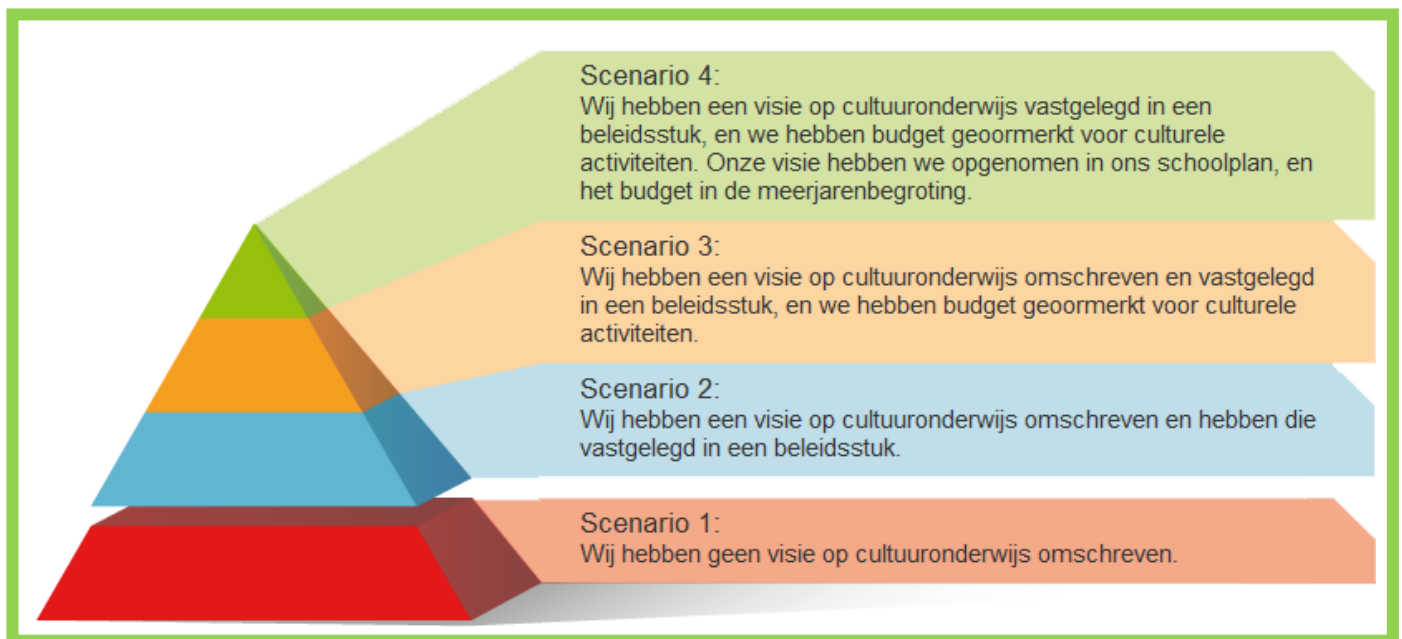 Scenario 4:
Wij hebben een visie op cultuuronderwijs vastgelegd in een
beleidsstuk, en we hebben budget geoormerkt voor culturele
activiteiten. Onze visie hebben we opgenomen in ons schoolplan, en
het budget in de meerjarenbegroting.
Scenario 3:
Wij hebben een visie op cultuuronderwijs omschreven en vastgelegd
in een beleidsstuk, en we hebben budget geoormerkt voor culturele
activiteiten.
Scenario 2:
Wij hebben een visie op cultuuronderwijs omschreven en hebben die
vastgelegd in een beleidsstuk.
Scenario 1:
Wij hebben geen visie op cultuuronderwijs omschreven.